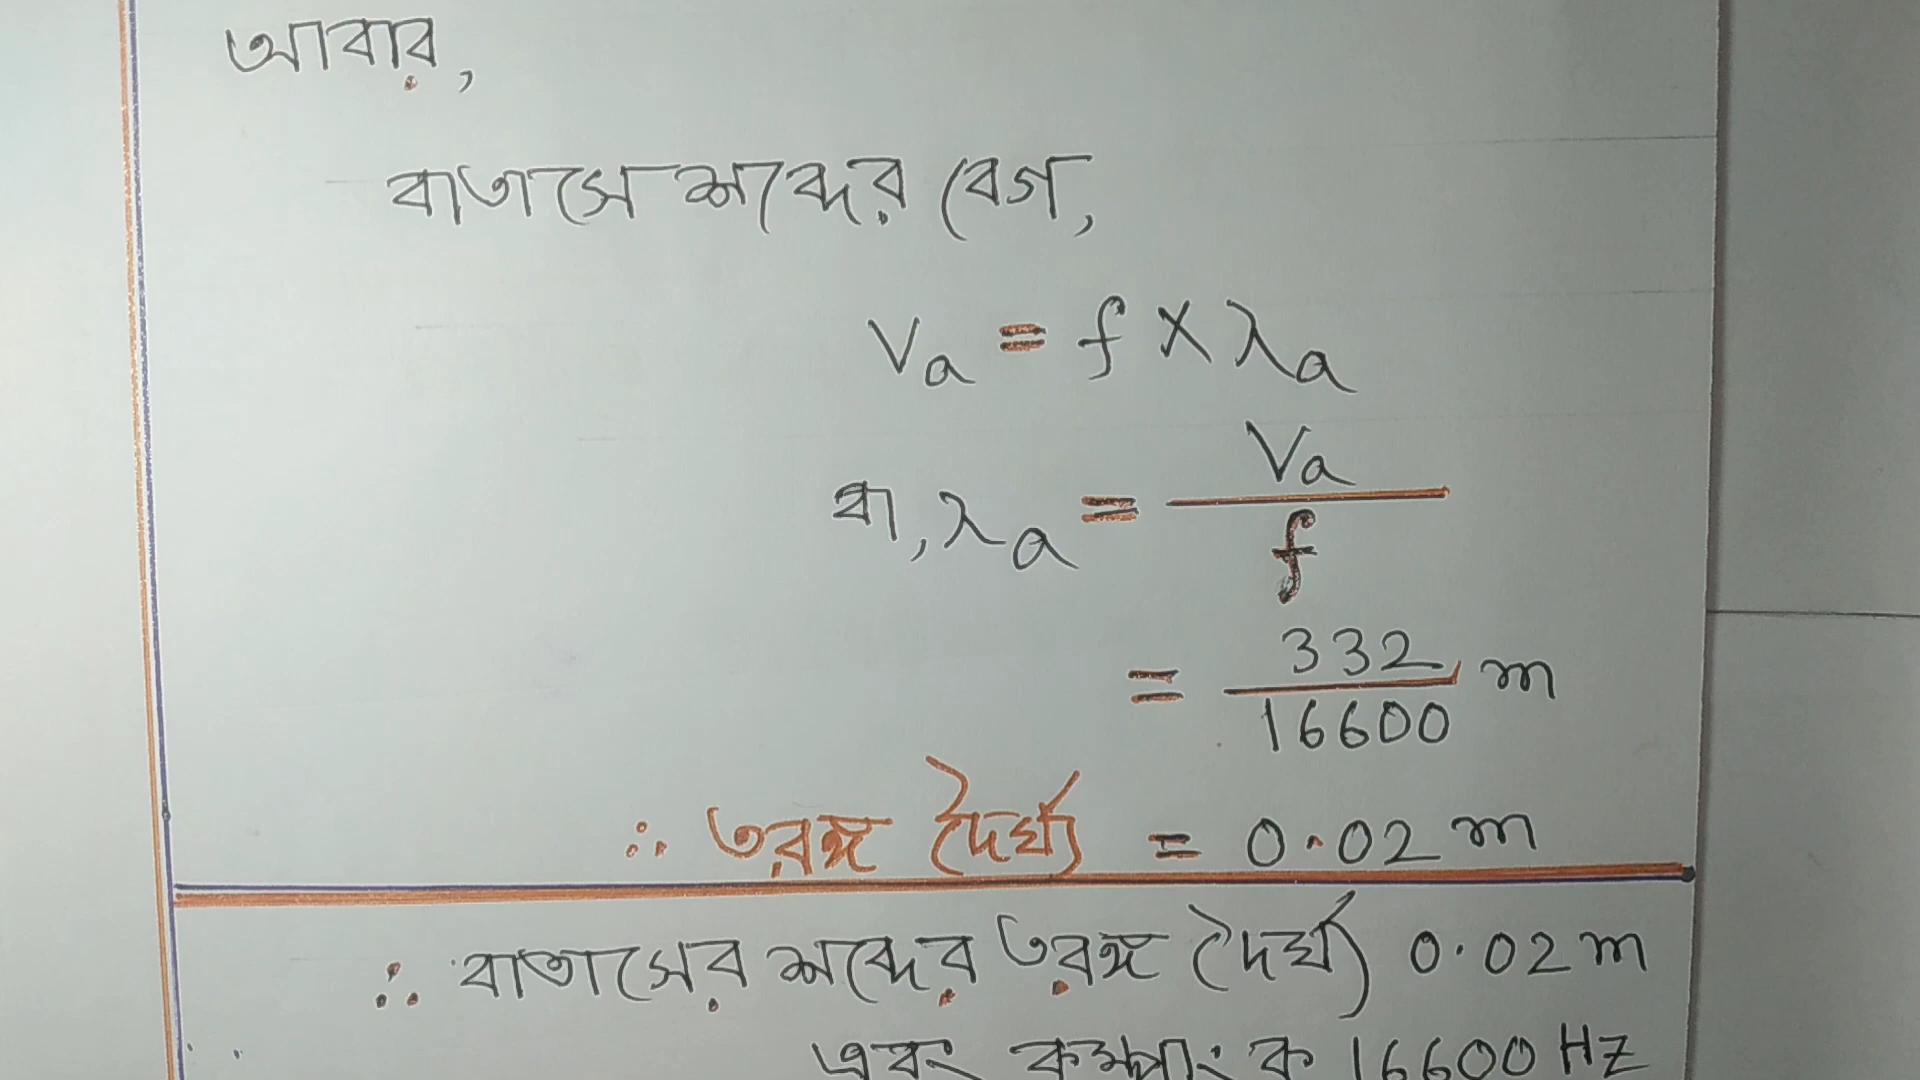 আবার,
বাতাসে শব্দের বেগ,
Va = f × λa
বা, λa = Va / f
= 332 / 16600 m
∴ তরঙ্গ দৈর্ঘ্য = 0.02 m
∴ বাতাসের শব্দের তরঙ্গ দৈর্ঘ্য 0.02 m
এবং কম্পাংক 16600 Hz